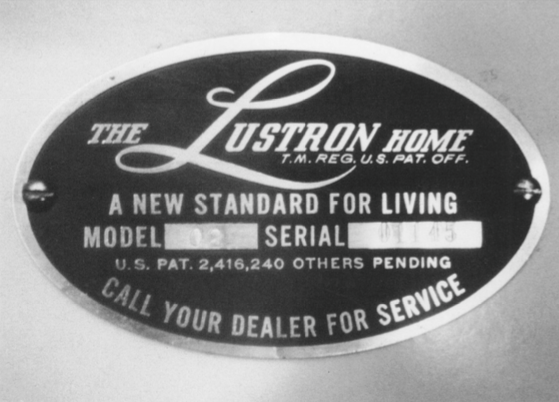 THE LUSTRON HOME
T.M. REG. U.S. PAT. OFF.
A NEW STANDARD FOR LIVING
MODEL 02 SERIAL
U.S. PAT. 2,416,240 OTHERS PENDING
CALL YOUR DEALER FOR SERVICE